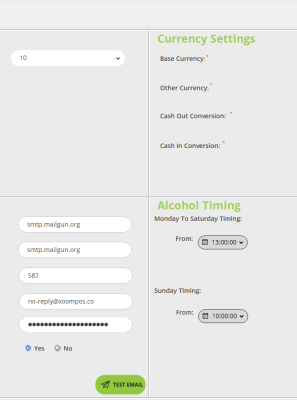 Currency Settings
10
Base Currency:*
Other Currency:*
Cash Out Conversion: *
Cash In Conversion: *
Alcohol Timing
Monday To Saturday Timing:
smtp.mailgun.org
From: 13:00:00
smtp.mailgun.org
587
Sunday Timing:
no-reply@xoompos.co
From: 10:00:00
●●●●●●●●●●●●●●●●●●●●
Yes No
TEST EMAIL